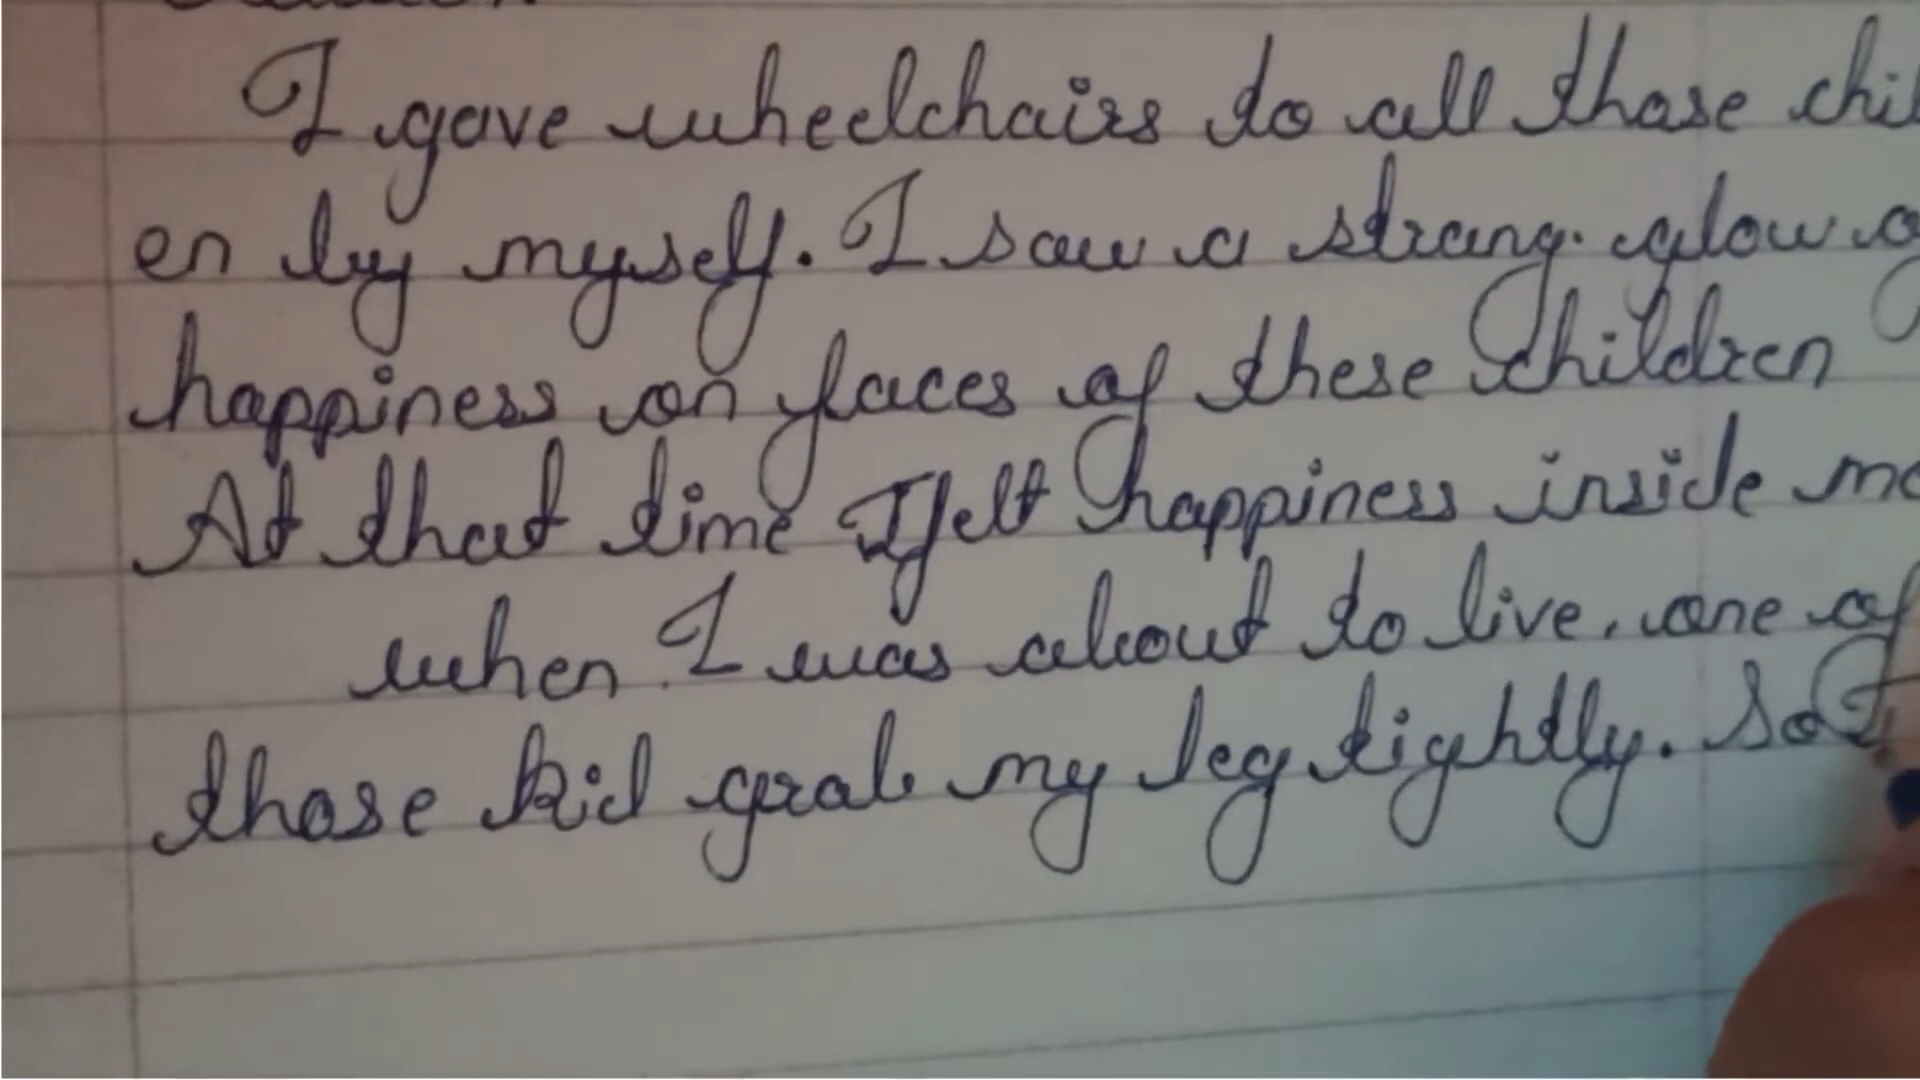 I gave wheelchairs to all those chil
en by myself. I saw a strang. glow o
happiness on faces of these children
At that time I felt happiness inside me
when I was about to live, one of
those kid grab my leg tightly. So I